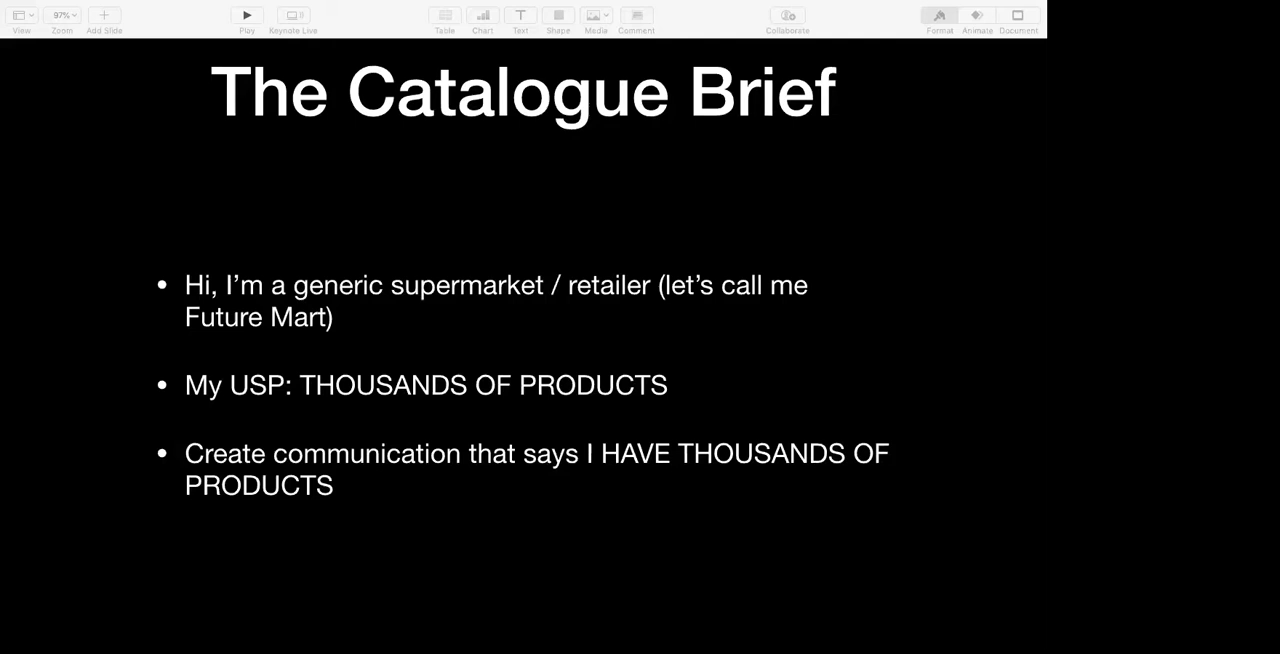 97%
View
Zoom
Add Slide
Play
Keynote Live
Table
Chart
Text
Shape
Media
Comment
Collaborate
Format
Animate
Document
The Catalogue Brief
• Hi, I’m a generic supermarket / retailer (let’s call me
Future Mart)
• My USP: THOUSANDS OF PRODUCTS
• Create communication that says I HAVE THOUSANDS OF
PRODUCTS